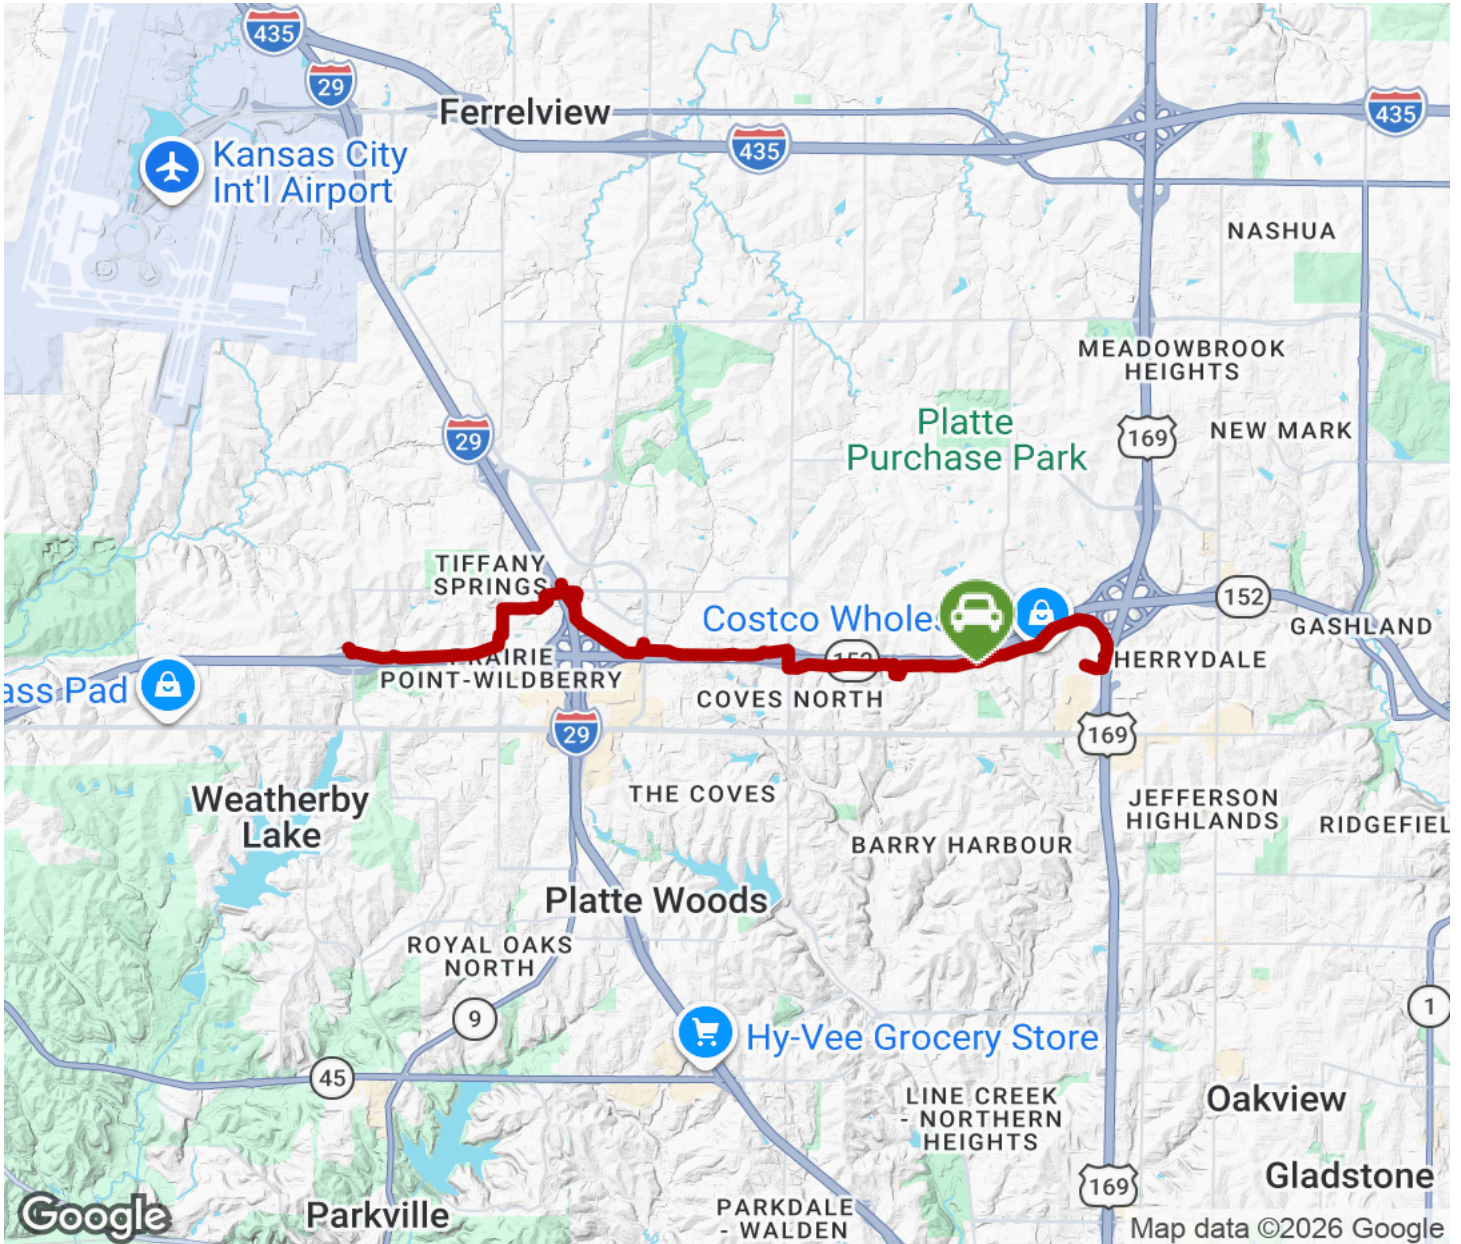 435
29
Ferrelview
435
435
Kansas City
Int'l Airport
NASHUA
MEADOWBROOK
HEIGHTS
29
Platte
Purchase Park
169
NEW MARK
TIFFANY
SPRINGS
Costco Wholes
152
GASHLAND
PRAIRIE
POINT-WILDBERRY
152
HERRYDALE
ass Pad
COVES NORTH
29
169
Weatherby
Lake
THE COVES
JEFFERSON
HIGHLANDS
RIDGEFIEL
BARRY HARBOUR
Platte Woods
ROYAL OAKS
NORTH
9
1
Hy-Vee Grocery Store
45
LINE CREEK
- NORTHERN
HEIGHTS
Oakview
Gladstone
169
Google
Parkville
PARKDALE
- WALDEN
Map data ©2026 Google